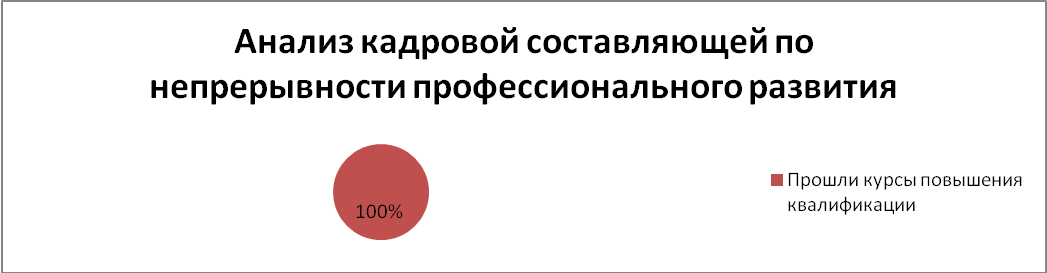 Анализ кадровой составляющей по
непрерывности профессионального развития
100%
Прошли курсы повышения
квалификации